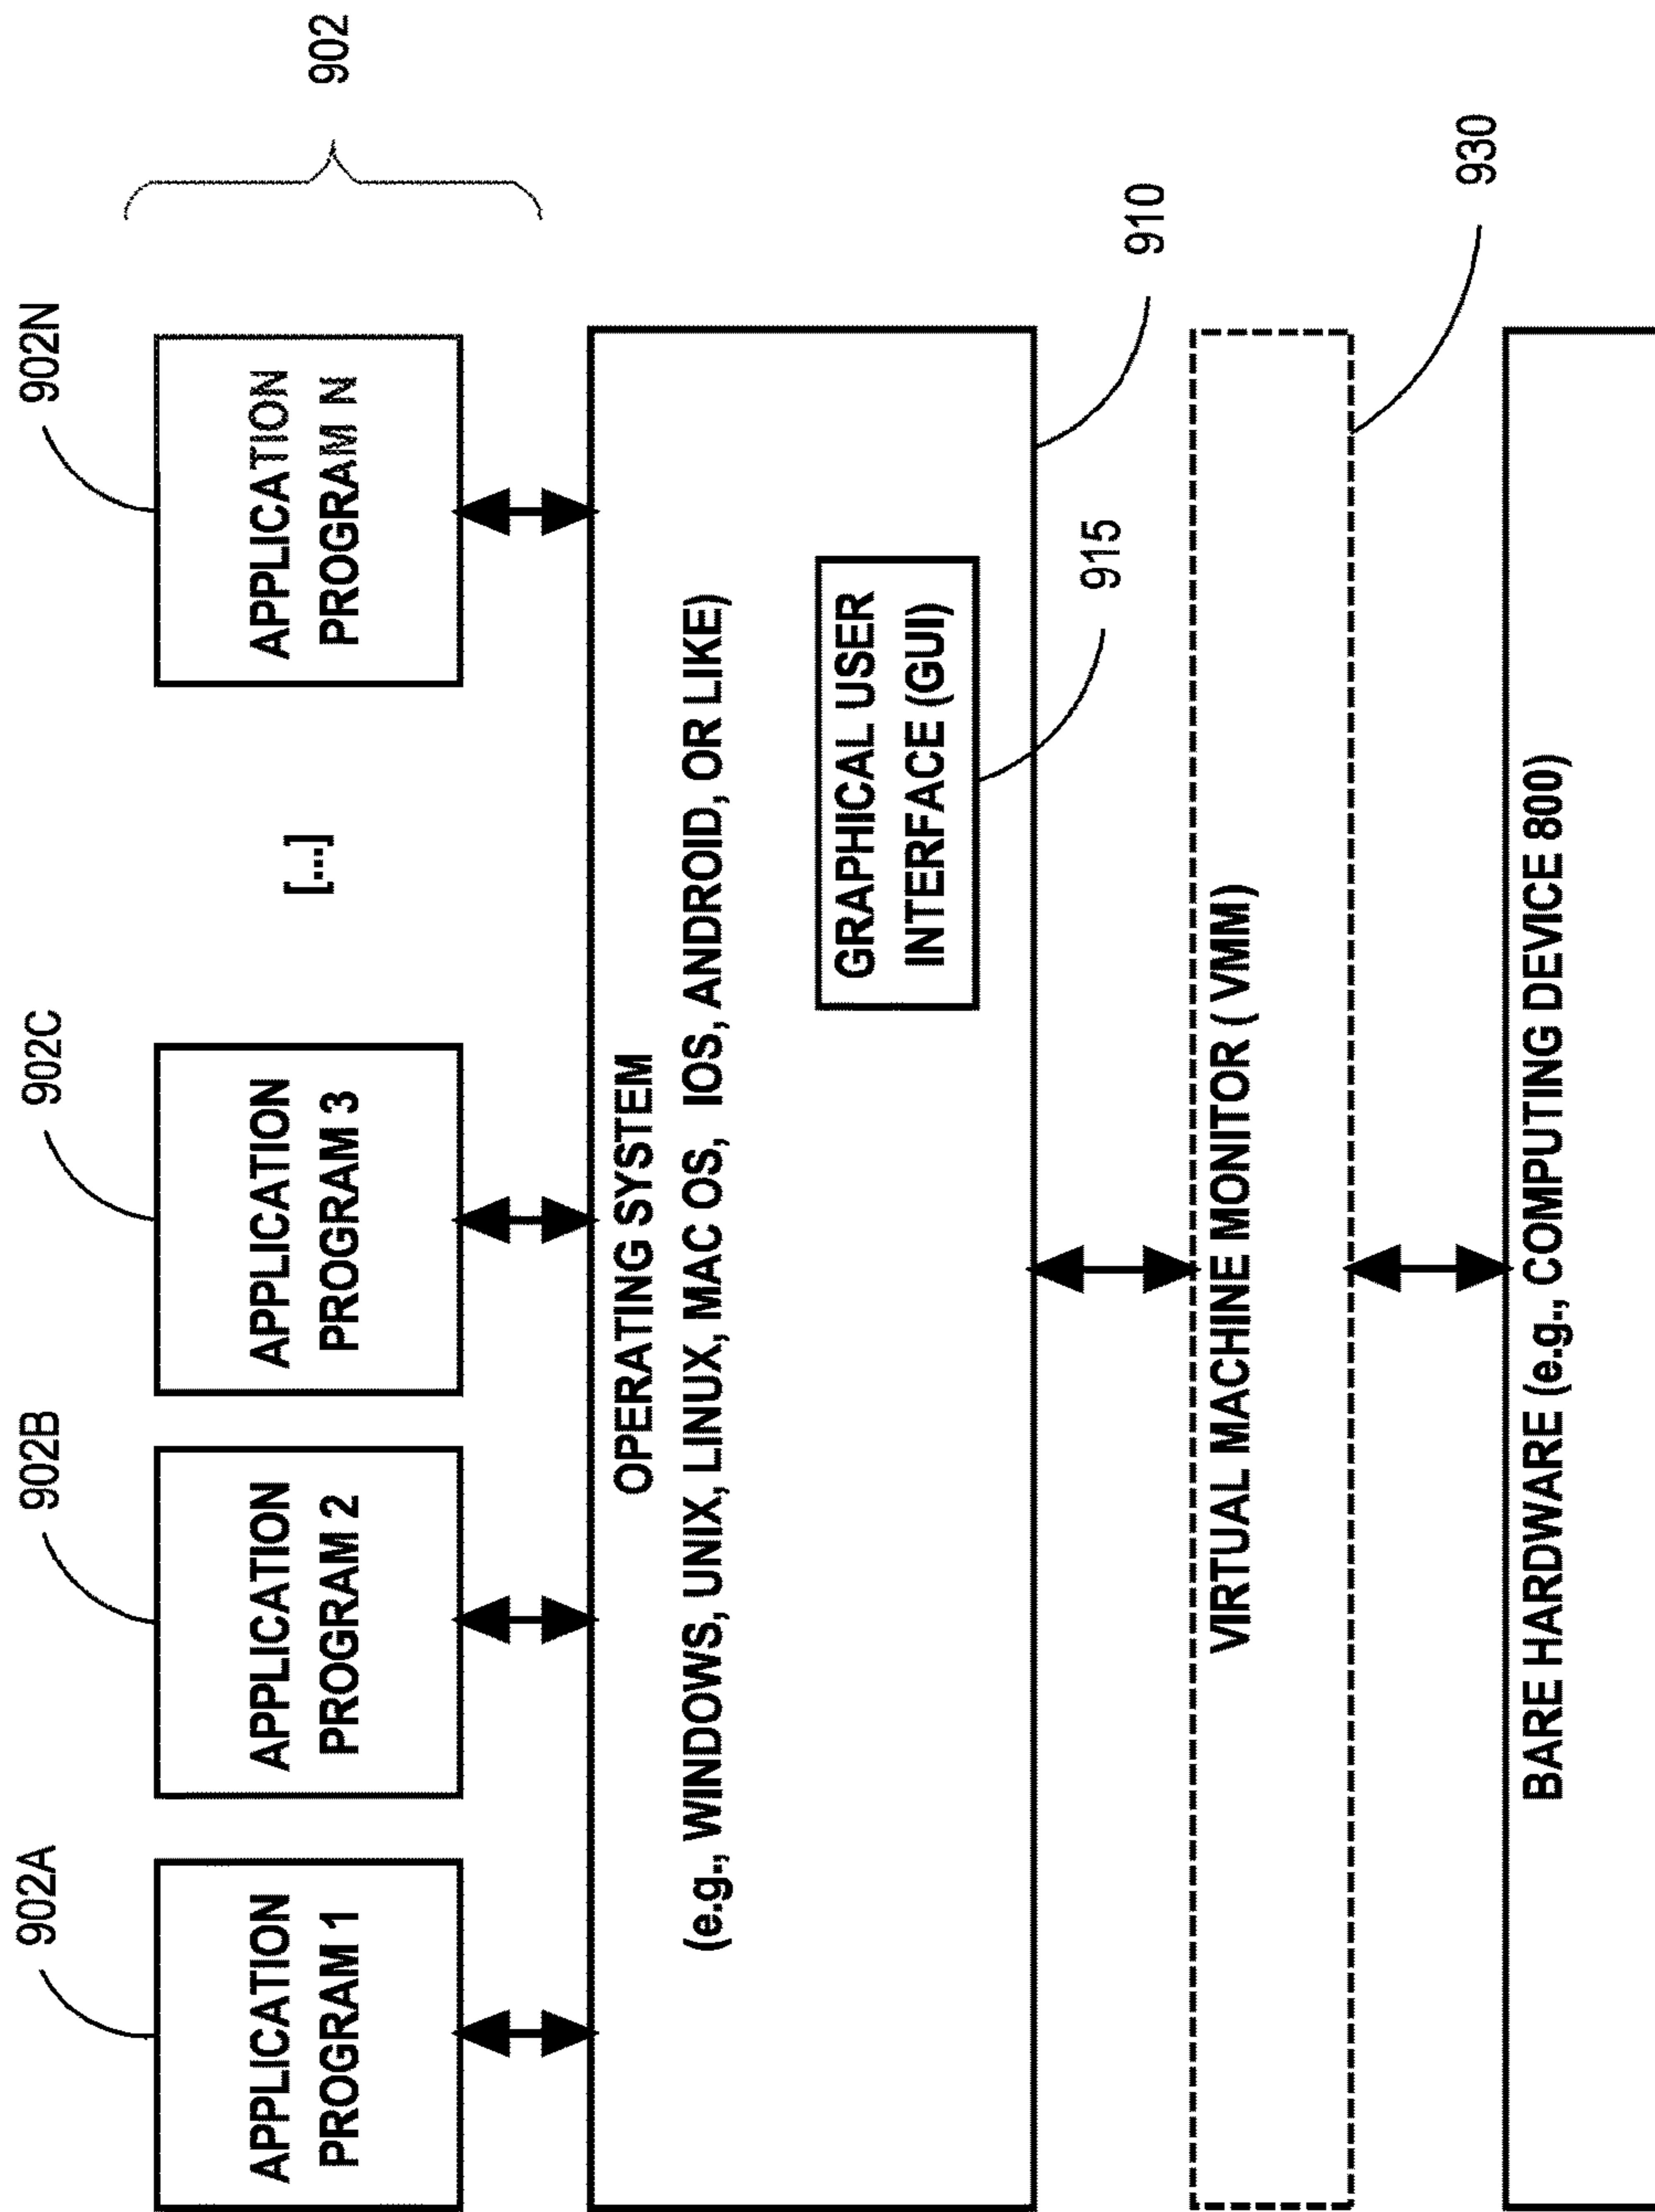 902
902A
902B
902C
902N
APPLICATION
PROGRAM 1
APPLICATION
PROGRAM 2
APPLICATION
PROGRAM 3
[...]
APPLICATION
PROGRAM N
OPERATING SYSTEM
(e.g., WINDOWS, UNIX, LINUX, MAC OS, IOS, ANDROID, OR LIKE)
GRAPHICAL USER
INTERFACE (GUI)
915
910
VIRTUAL MACHINE MONITOR ( VMM)
930
BARE HARDWARE (e.g., COMPUTING DEVICE 800)